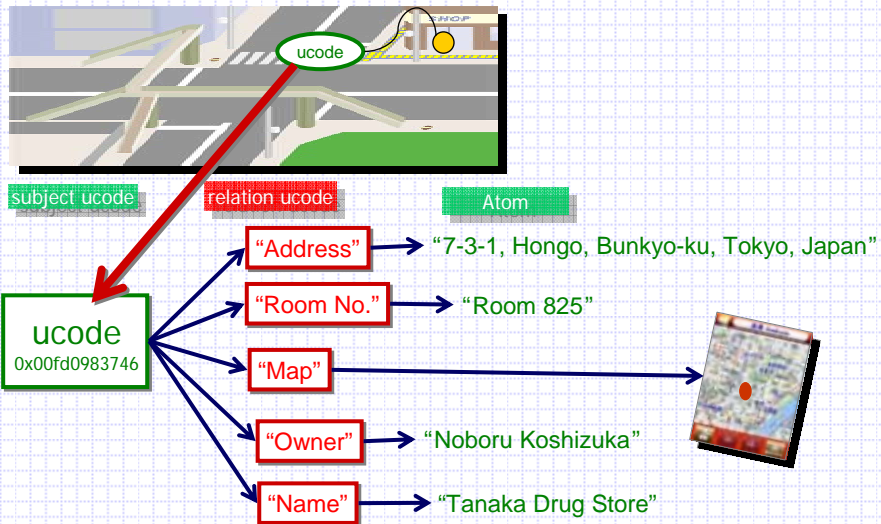 SHOP
ucode
subject ucode
relation ucode
Atom
“Address”
“7-3-1, Hongo, Bunkyo-ku, Tokyo, Japan”
“Room No.”
“Room 825”
ucode
0x00fd0983746
“Map”
“Owner”
“Noboru Koshizuka”
“Name”
“Tanaka Drug Store”